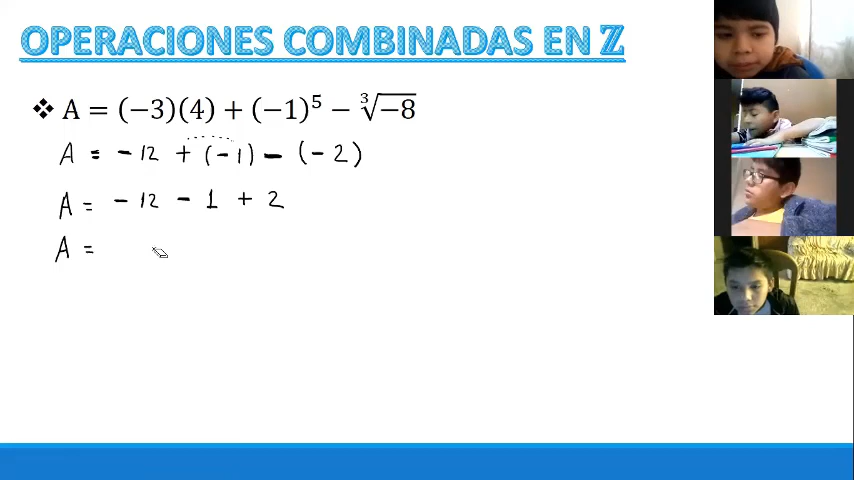 OPERACIONES COMBINADAS EN ℤ
❖ A = (−3)(4) + (−1)⁵ − ∛−8
A = −12 + (−1) − (−2)
A = −12 − 1 + 2
A =